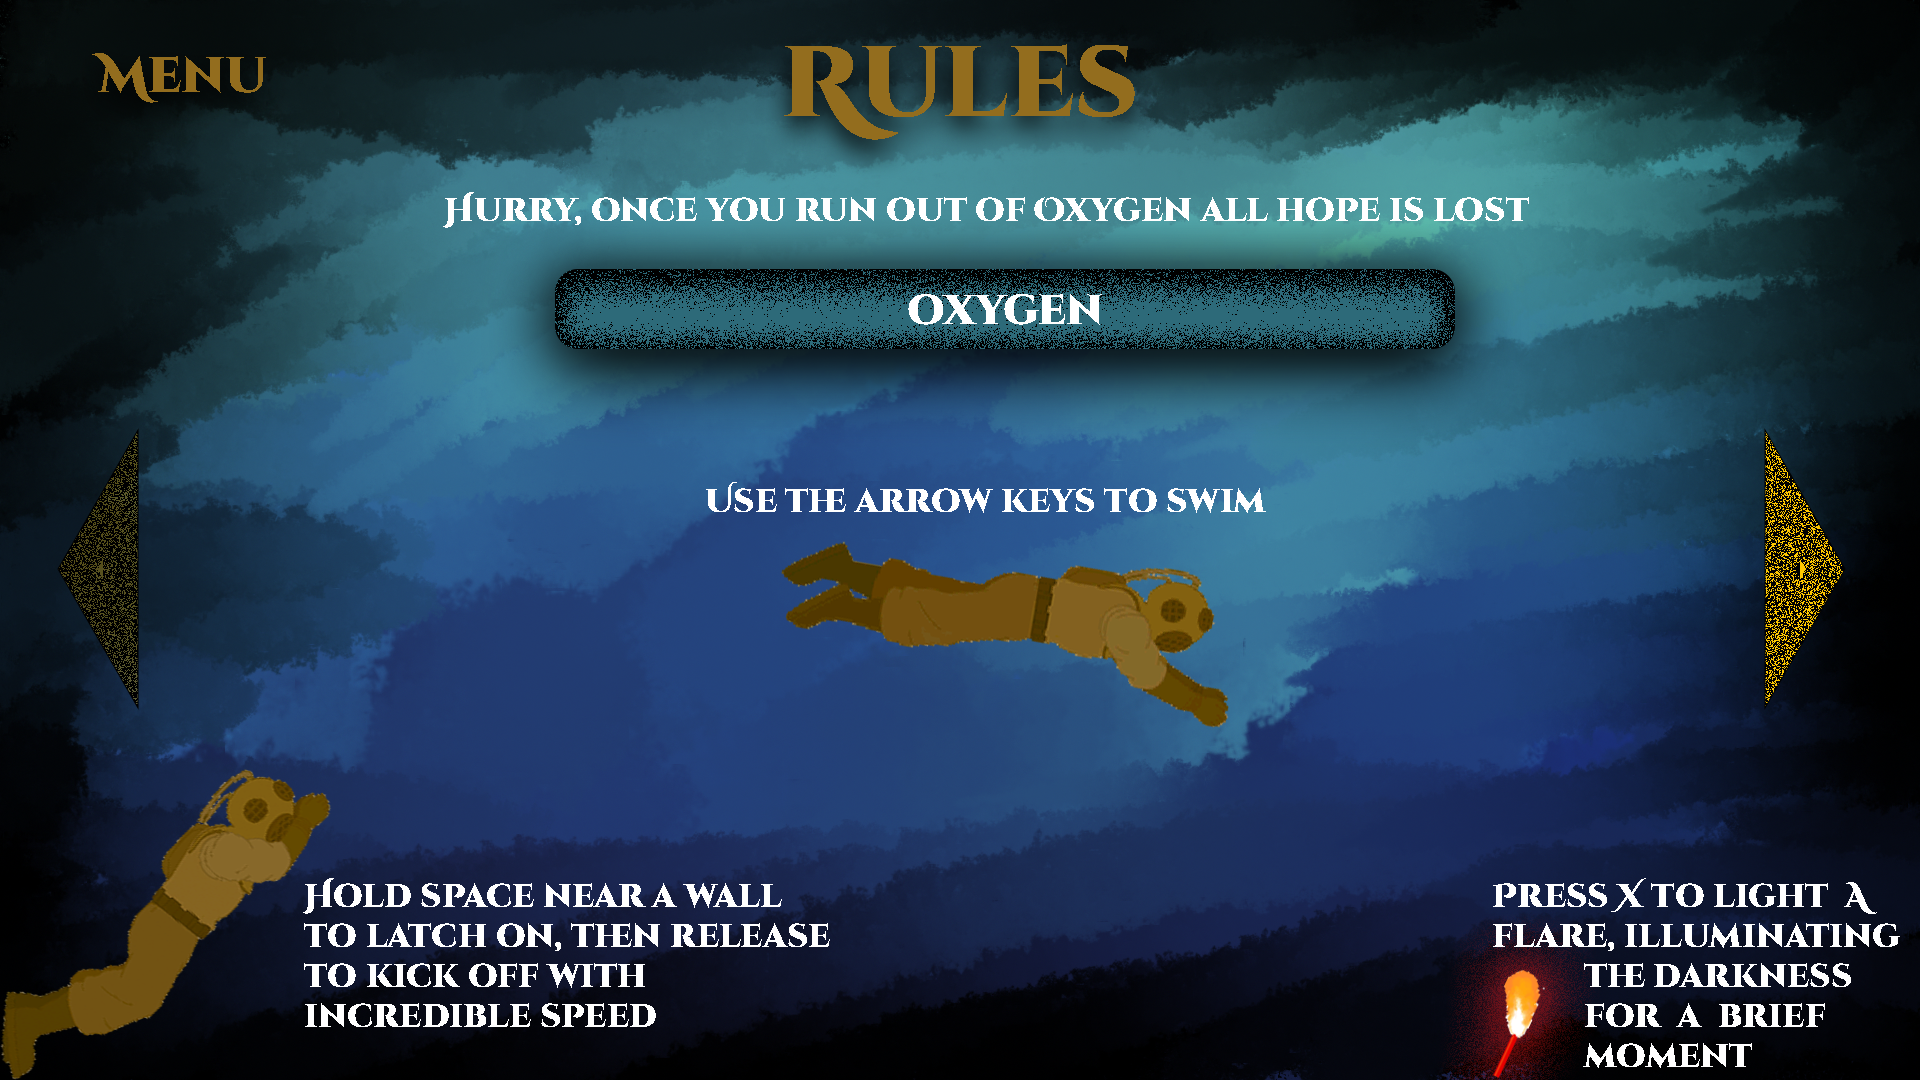 Menu
Rules
Hurry, once you run out of Oxygen all hope is lost
Oxygen
Use the arrow keys to swim
Hold space near a wall
to latch on, then release
to kick off with
incredible speed
Press X to light A
flare, illuminating
the darkness
for a brief
moment